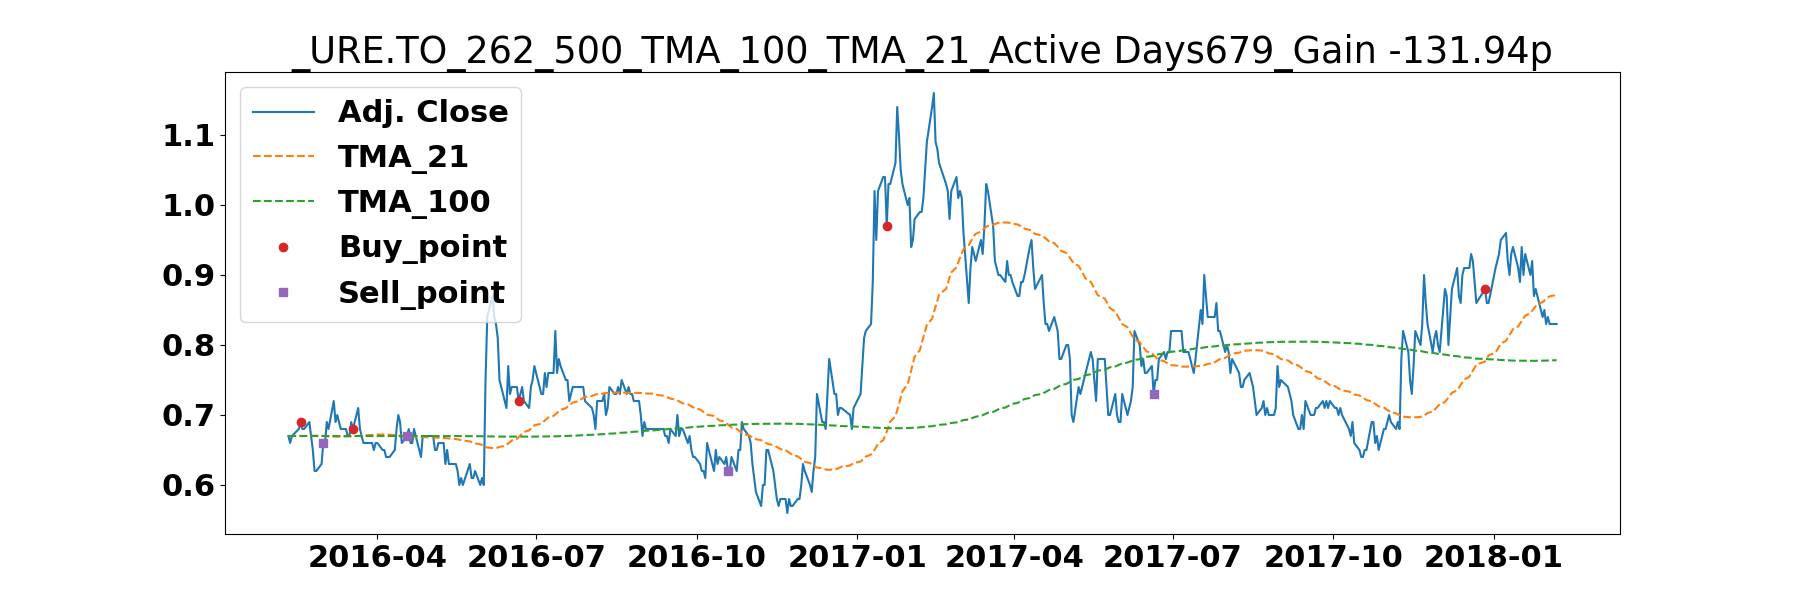 _URE.TO_262_500_TMA_100_TMA_21_Active Days679_Gain -131.94p
Adj. Close
TMA_21
TMA_100
Buy_point
Sell_point
1.1
1.0
0.9
0.8
0.7
0.6
2016-04 2016-07 2016-10 2017-01 2017-04 2017-07 2017-10 2018-01